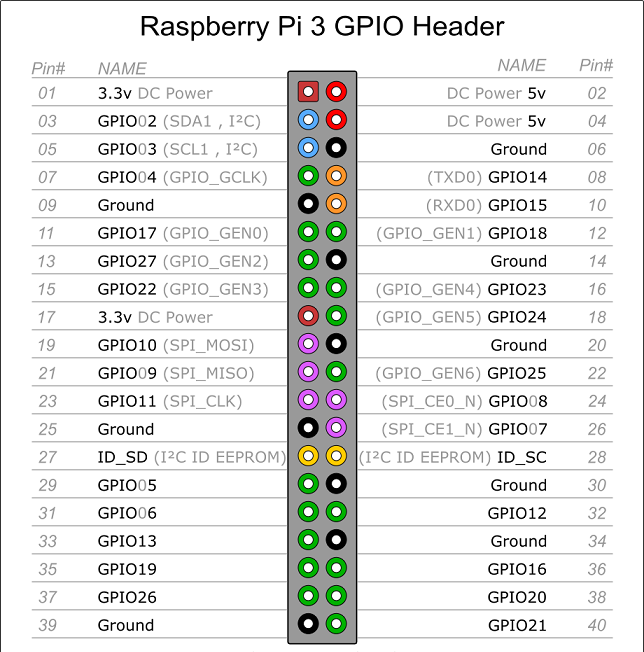 Raspberry Pi 3 GPIO Header
Pin# NAME NAME Pin#
01 3.3v DC Power DC Power 5v 02
03 GPIO02 (SDA1 , I²C) DC Power 5v 04
05 GPIO03 (SCL1 , I²C) Ground 06
07 GPIO04 (GPIO_GCLK) (TXD0) GPIO14 08
09 Ground (RXD0) GPIO15 10
11 GPIO17 (GPIO_GEN0) (GPIO_GEN1) GPIO18 12
13 GPIO27 (GPIO_GEN2) Ground 14
15 GPIO22 (GPIO_GEN3) (GPIO_GEN4) GPIO23 16
17 3.3v DC Power (GPIO_GEN5) GPIO24 18
19 GPIO10 (SPI_MOSI) Ground 20
21 GPIO09 (SPI_MISO) (GPIO_GEN6) GPIO25 22
23 GPIO11 (SPI_CLK) (SPI_CE0_N) GPIO08 24
25 Ground (SPI_CE1_N) GPIO07 26
27 ID_SD (I²C ID EEPROM) (I²C ID EEPROM) ID_SC 28
29 GPIO05 Ground 30
31 GPIO06 GPIO12 32
33 GPIO13 Ground 34
35 GPIO19 GPIO16 36
37 GPIO26 GPIO20 38
39 Ground GPIO21 40